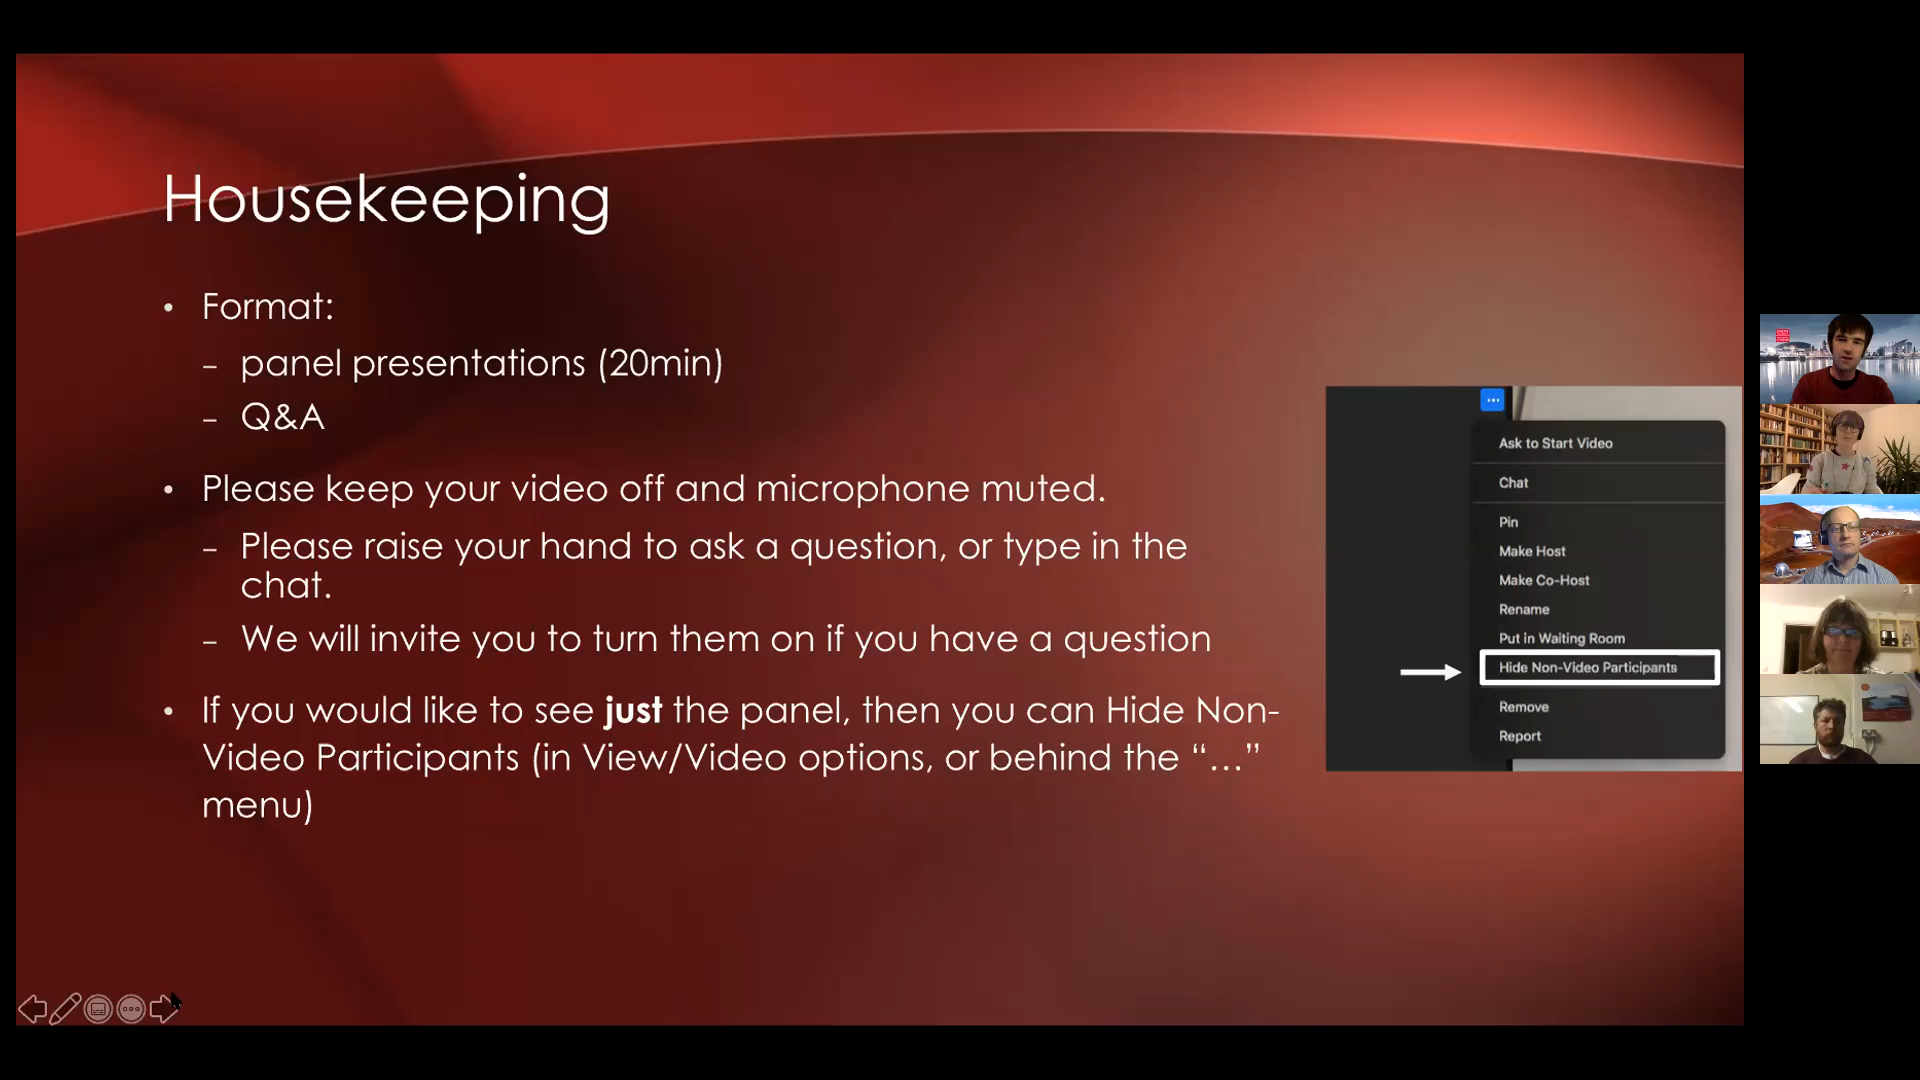 Housekeeping
• Format:
– panel presentations (20min)
– Q&A
• Please keep your video off and microphone muted.
– Please raise your hand to ask a question, or type in the
chat.
– We will invite you to turn them on if you have a question
• If you would like to see just the panel, then you can Hide Non-
Video Participants (in View/Video options, or behind the “…”
menu)
Ask to Start Video
Chat
Pin
Make Host
Make Co-Host
Rename
Put in Waiting Room
Hide Non-Video Participants
Remove
Report